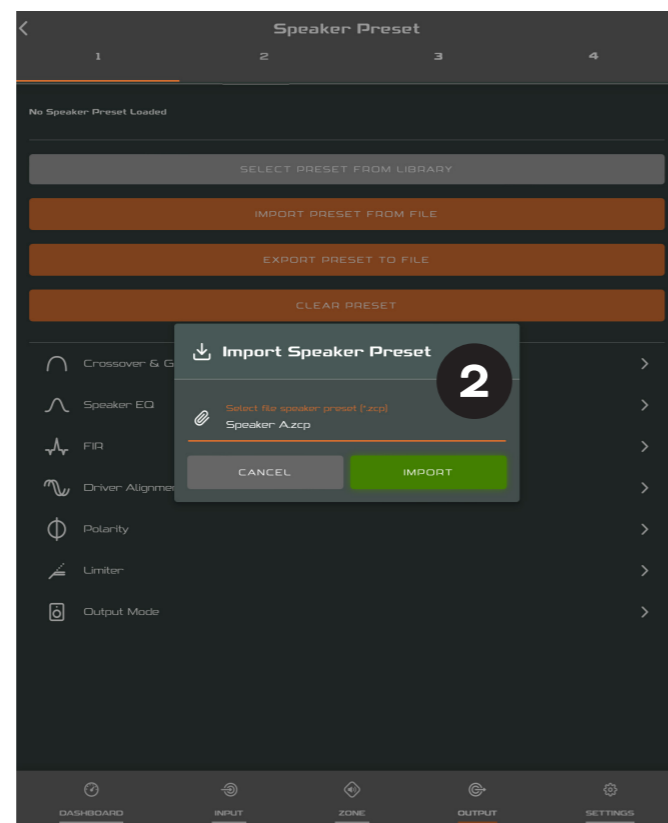 Speaker Preset
1 2 3 4
No Speaker Preset Loaded
SELECT PRESET FROM LIBRARY
IMPORT PRESET FROM FILE
EXPORT PRESET TO FILE
CLEAR PRESET
Import Speaker Preset
2
Select file speaker preset (*.zcp)
Speaker A.zcp
CANCEL IMPORT
Crossover & G
Speaker EQ
FIR
Driver Alignme
Polarity
Limiter
Output Mode
DASHBOARD INPUT ZONE OUTPUT SETTINGS